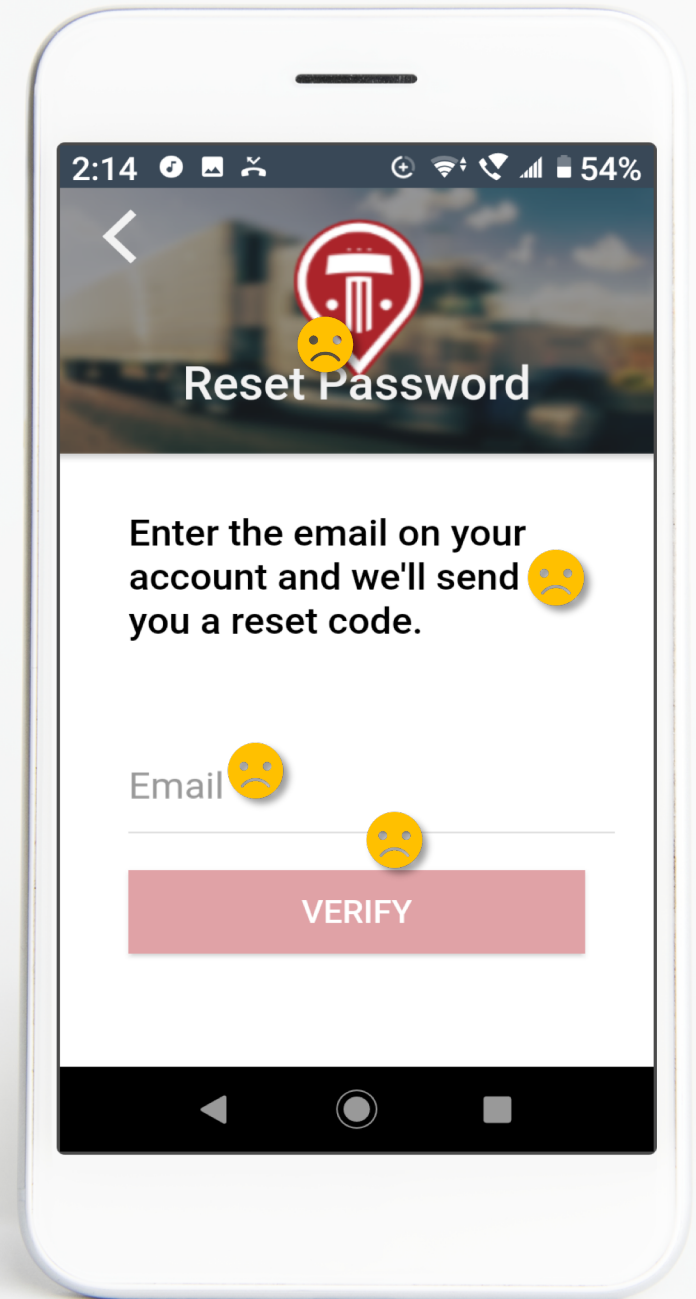 2:14 54%
Reset Password
Enter the email on your
account and we'll send
you a reset code.
Email
VERIFY